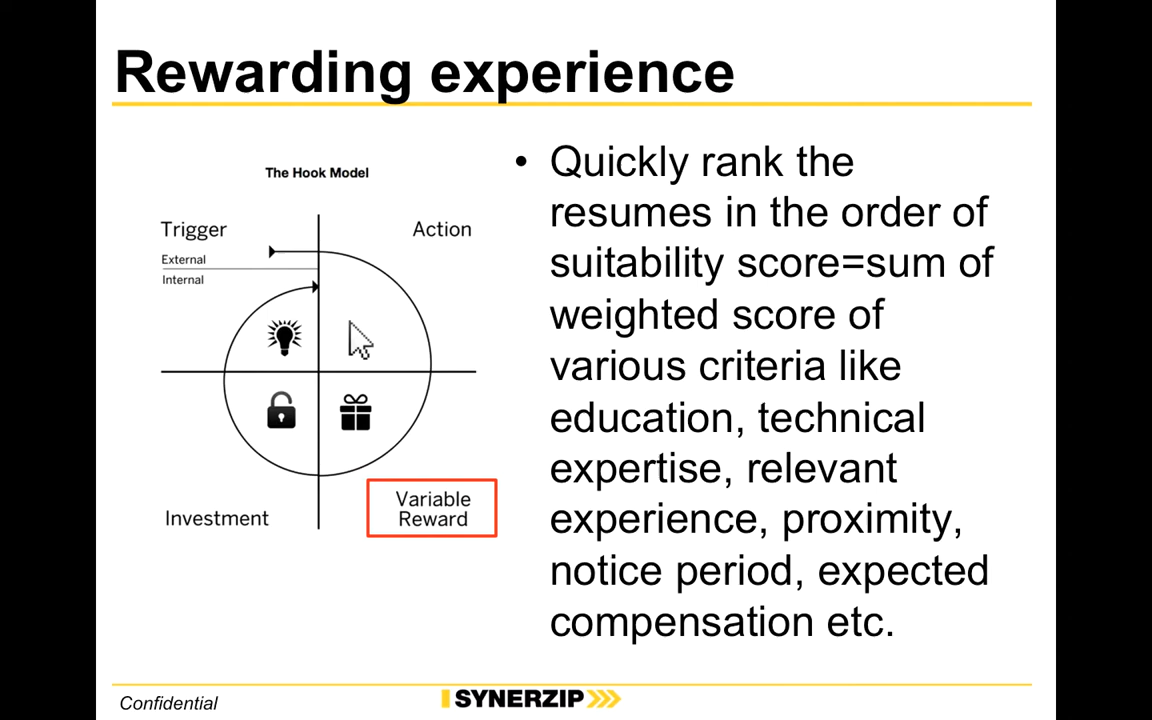 Rewarding experience
The Hook Model
Trigger
Action
External
Internal
Investment
Variable
Reward
• Quickly rank the
resumes in the order of
suitability score=sum of
weighted score of
various criteria like
education, technical
expertise, relevant
experience, proximity,
notice period, expected
compensation etc.
Confidential
SYNERZIP